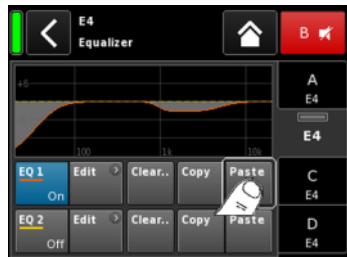 E4
Equalizer
B
+6
100
1k
10k
A
E4
E4
C
E4
D
E4
EQ 1
On
Edit
Clear..
Copy
Paste
EQ 2
Off
Edit
Clear..
Copy
Paste